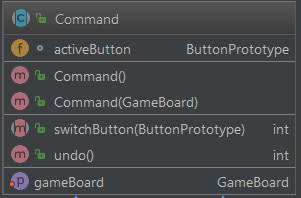 Command
activeButton ButtonPrototype
Command()
Command(GameBoard)
switchButton(ButtonPrototype) int
undo() int
gameBoard GameBoard